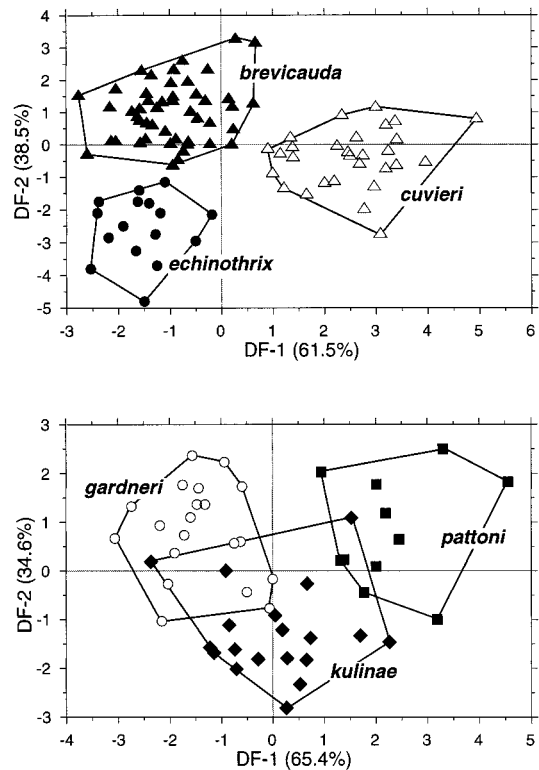 4
3
2
1
0
-1
-2
-3
-4
-5
DF-2 (38.5%)
brevicauda
cuvieri
echinothrix
-3 -2 -1 0 1 2 3 4 5 6
DF-1 (61.5%)
3
2
1
0
-1
-2
-3
DF-2 (34.6%)
gardneri
pattoni
kulinae
-4 -3 -2 -1 0 1 2 3 4 5
DF-1 (65.4%)